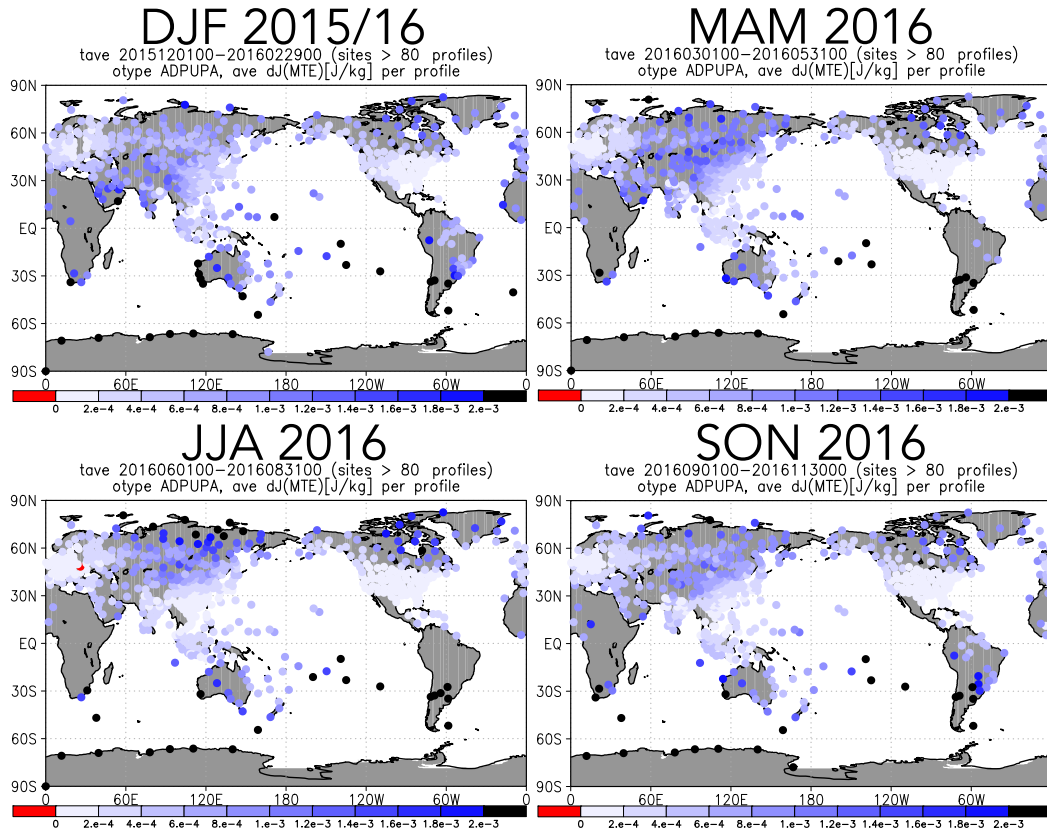 DJF 2015/16
tave 2015120100-2016022900 (sites > 80 profiles)
otype ADPUPA, ave dJ(MTE)[J/kg] per profile
90N
60N
30N
EQ
30S
60S
90S
60E 120E 180 120W 60W 0
0 2.e-4 4.e-4 6.e-4 8.e-4 1.e-3 1.2e-3 1.4e-3 1.6e-3 1.8e-3 2.e-3
MAM 2016
tave 2016030100-2016053100 (sites > 80 profiles)
otype ADPUPA, ave dJ(MTE)[J/kg] per profile
90N
60N
30N
EQ
30S
60S
90S
60E 120E 180 120W 60W
0 2.e-4 4.e-4 6.e-4 8.e-4 1.e-3 1.2e-3 1.4e-3 1.6e-3 1.8e-3 2.e-3
JJA 2016
tave 2016060100-2016083100 (sites > 80 profiles)
otype ADPUPA, ave dJ(MTE)[J/kg] per profile
90N
60N
30N
EQ
30S
60S
90S
60E 120E 180 120W 60W 0
0 2.e-4 4.e-4 6.e-4 8.e-4 1.e-3 1.2e-3 1.4e-3 1.6e-3 1.8e-3 2.e-3
SON 2016
tave 2016090100-2016113000 (sites > 80 profiles)
otype ADPUPA, ave dJ(MTE)[J/kg] per profile
90N
60N
30N
EQ
30S
60S
90S
60E 120E 180 120W 60W
0 2.e-4 4.e-4 6.e-4 8.e-4 1.e-3 1.2e-3 1.4e-3 1.6e-3 1.8e-3 2.e-3